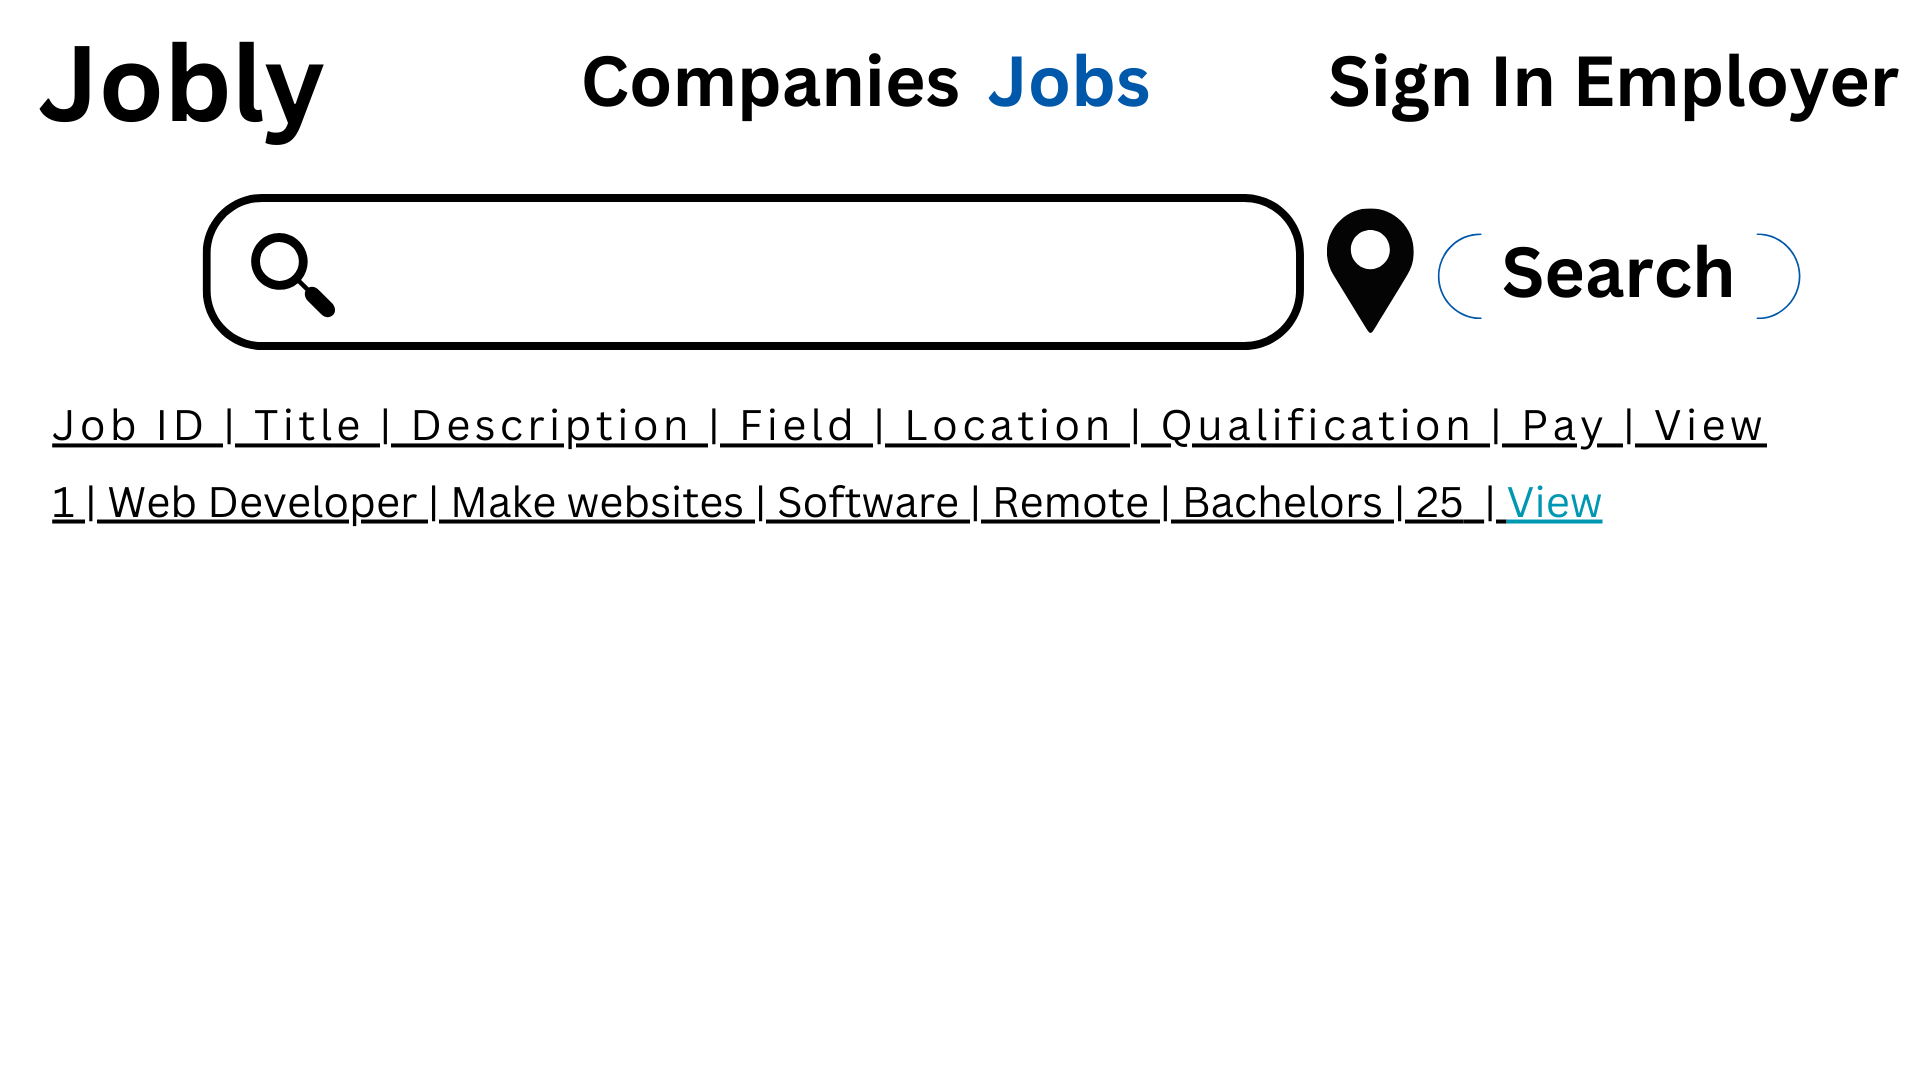 Jobly
Companies Jobs
Sign In Employer
Search
Job ID | Title | Description | Field | Location | Qualification | Pay | View
1 | Web Developer | Make websites | Software | Remote | Bachelors | 25 | View